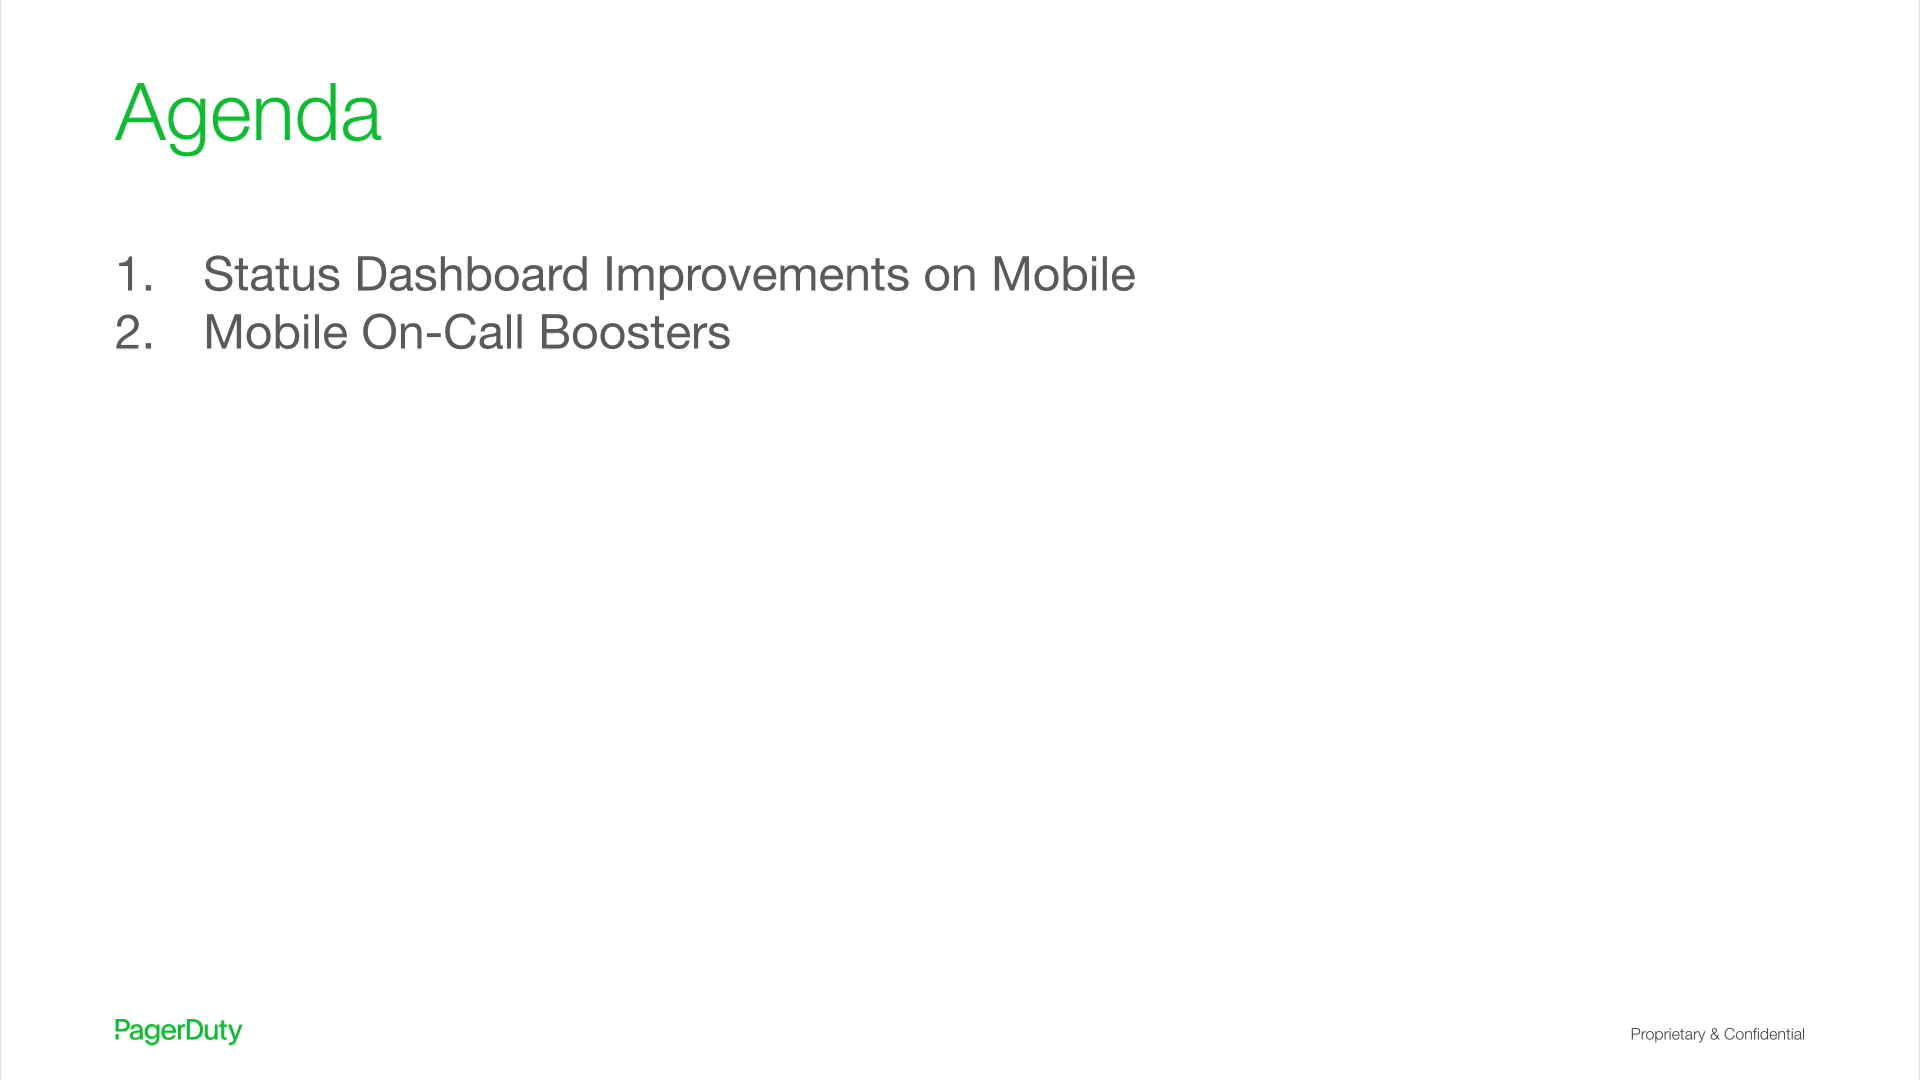 Agenda
1. Status Dashboard Improvements on Mobile
2. Mobile On-Call Boosters
PagerDuty
Proprietary & Confidential